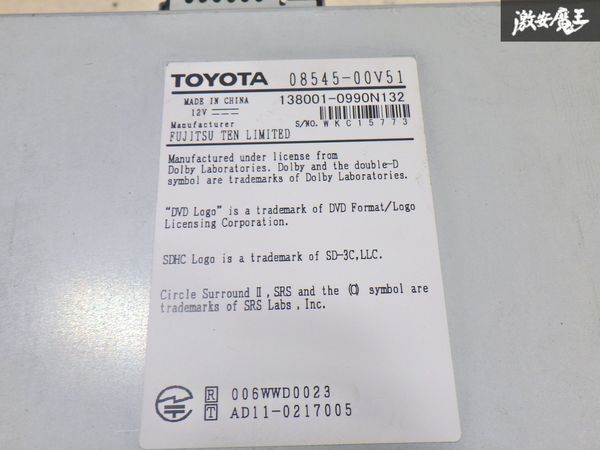 激安魔王
TOYOTA 08545-00V51
MADE IN CHINA 138001-0990N132
12V
Manufacturer S/NO. WKC15773
FUJITSU TEN LIMITED
Manufactured under license from
Dolby Laboratories. Dolby and the double-D
symbol are trademarks of Dolby Laboratories.
"DVD Logo" is a trademark of DVD Format/Logo
Licensing Corporation.
SDHC Logo is a trademark of SD-3C,LLC.
Circle Surround Ⅱ,SRS and the symbol are
trademarks of SRS Labs, Inc.
R 006WWD0023
T AD11-0217005